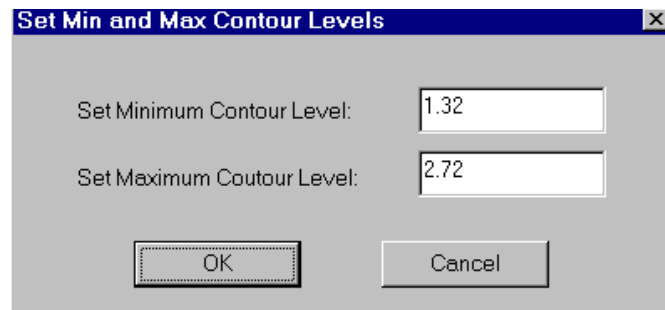 Set Min and Max Contour Levels
Set Minimum Contour Level: 1.32
Set Maximum Coutour Level: 2.72
OK Cancel